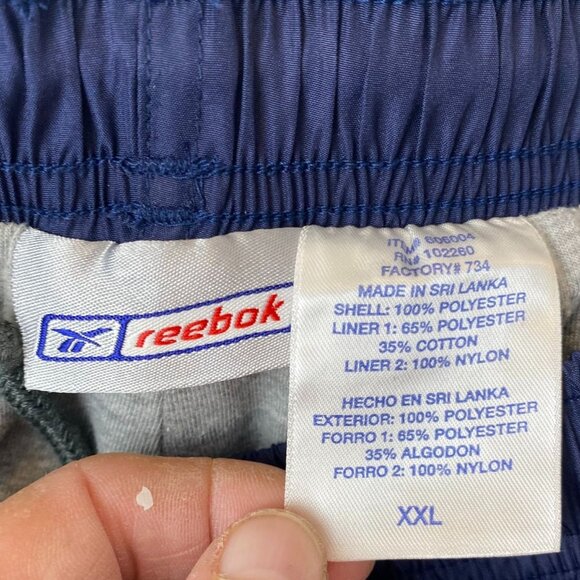 reebok
ITEM# 606004
RN# 102260
FACTORY# 734
MADE IN SRI LANKA
SHELL: 100% POLYESTER
LINER 1: 65% POLYESTER
35% COTTON
LINER 2: 100% NYLON
HECHO EN SRI LANKA
EXTERIOR: 100% POLYESTER
FORRO 1: 65% POLYESTER
35% ALGODON
FORRO 2: 100% NYLON
XXL